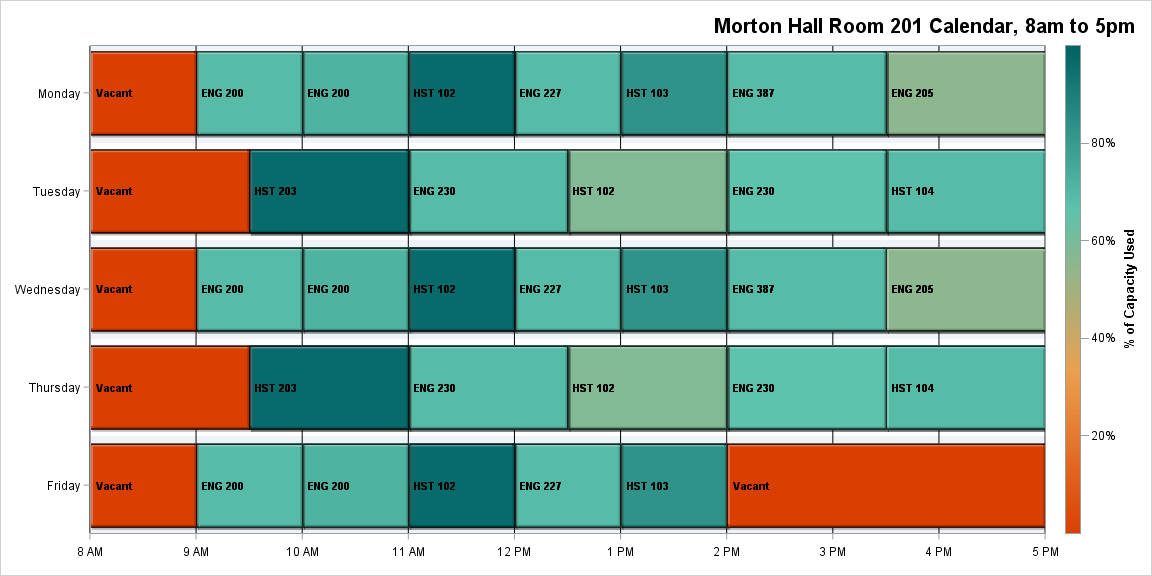 Morton Hall Room 201 Calendar, 8am to 5pm
Monday
Vacant
ENG 200
ENG 200
HST 102
ENG 227
HST 103
ENG 387
ENG 205
Tuesday
Vacant
HST 203
ENG 230
HST 102
ENG 230
HST 104
Wednesday
Vacant
ENG 200
ENG 200
HST 102
ENG 227
HST 103
ENG 387
ENG 205
Thursday
Vacant
HST 203
ENG 230
HST 102
ENG 230
HST 104
Friday
Vacant
ENG 200
ENG 200
HST 102
ENG 227
HST 103
Vacant
8 AM
9 AM
10 AM
11 AM
12 PM
1 PM
2 PM
3 PM
4 PM
5 PM
80%
60%
40%
20%
% of Capacity Used